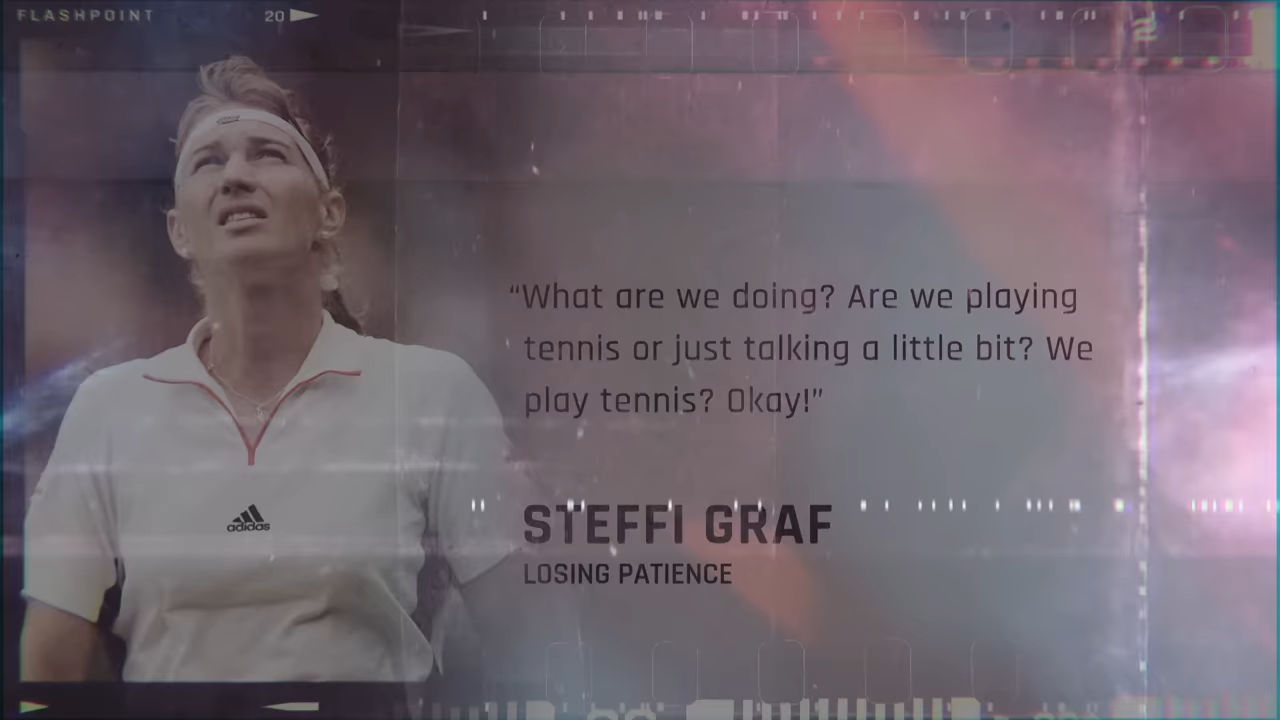 FLASHPOINT 20
“What are we doing? Are we playing
tennis or just talking a little bit? We
play tennis? Okay!”
adidas
STEFFI GRAF
LOSING PATIENCE